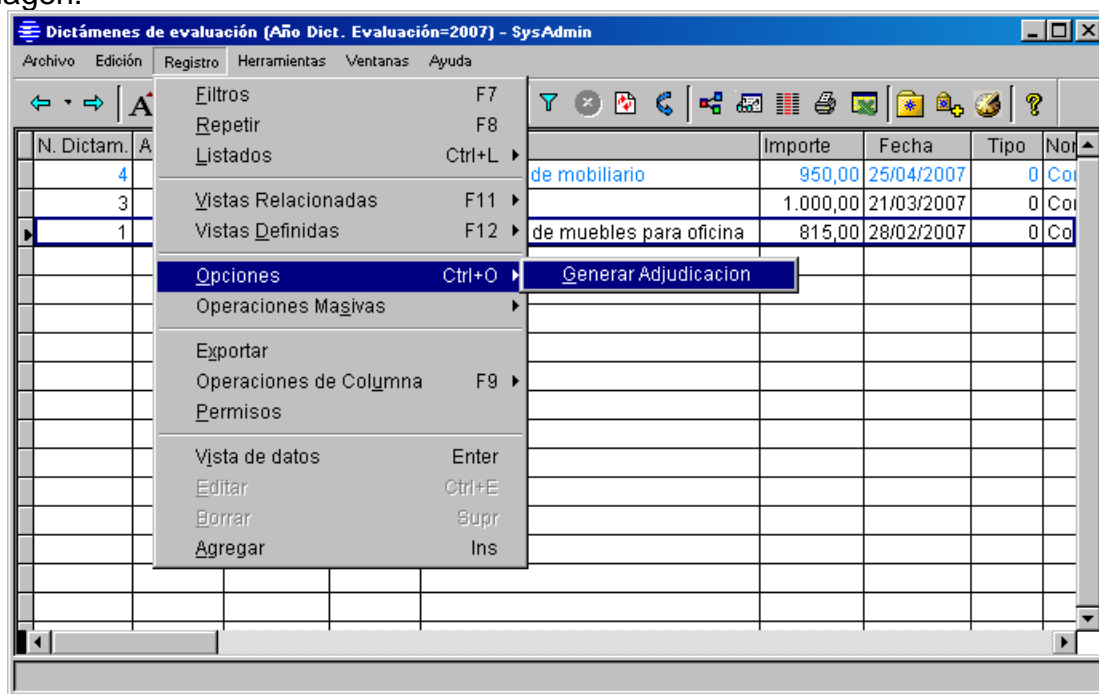 Dictámenes de evaluación (Año Dict. Evaluación=2007) - SysAdmin
Archivo Edición Registro Herramientas Ventanas Ayuda
N. Dictam. A Importe Fecha Tipo
4 de mobiliario 950,00 25/04/2007 0
3 1.000,00 21/03/2007 0
1 de muebles para oficina 815,00 28/02/2007 0
Filtros F7
Repetir F8
Listados Ctrl+L
Vistas Relacionadas F11
Vistas Definidas F12
Opciones Ctrl+O
Generar Adjudicacion
Operaciones Masivas
Exportar
Operaciones de Columna F9
Permisos
Vista de datos Enter
Editar Ctrl+E
Borrar Supr
Agregar Ins